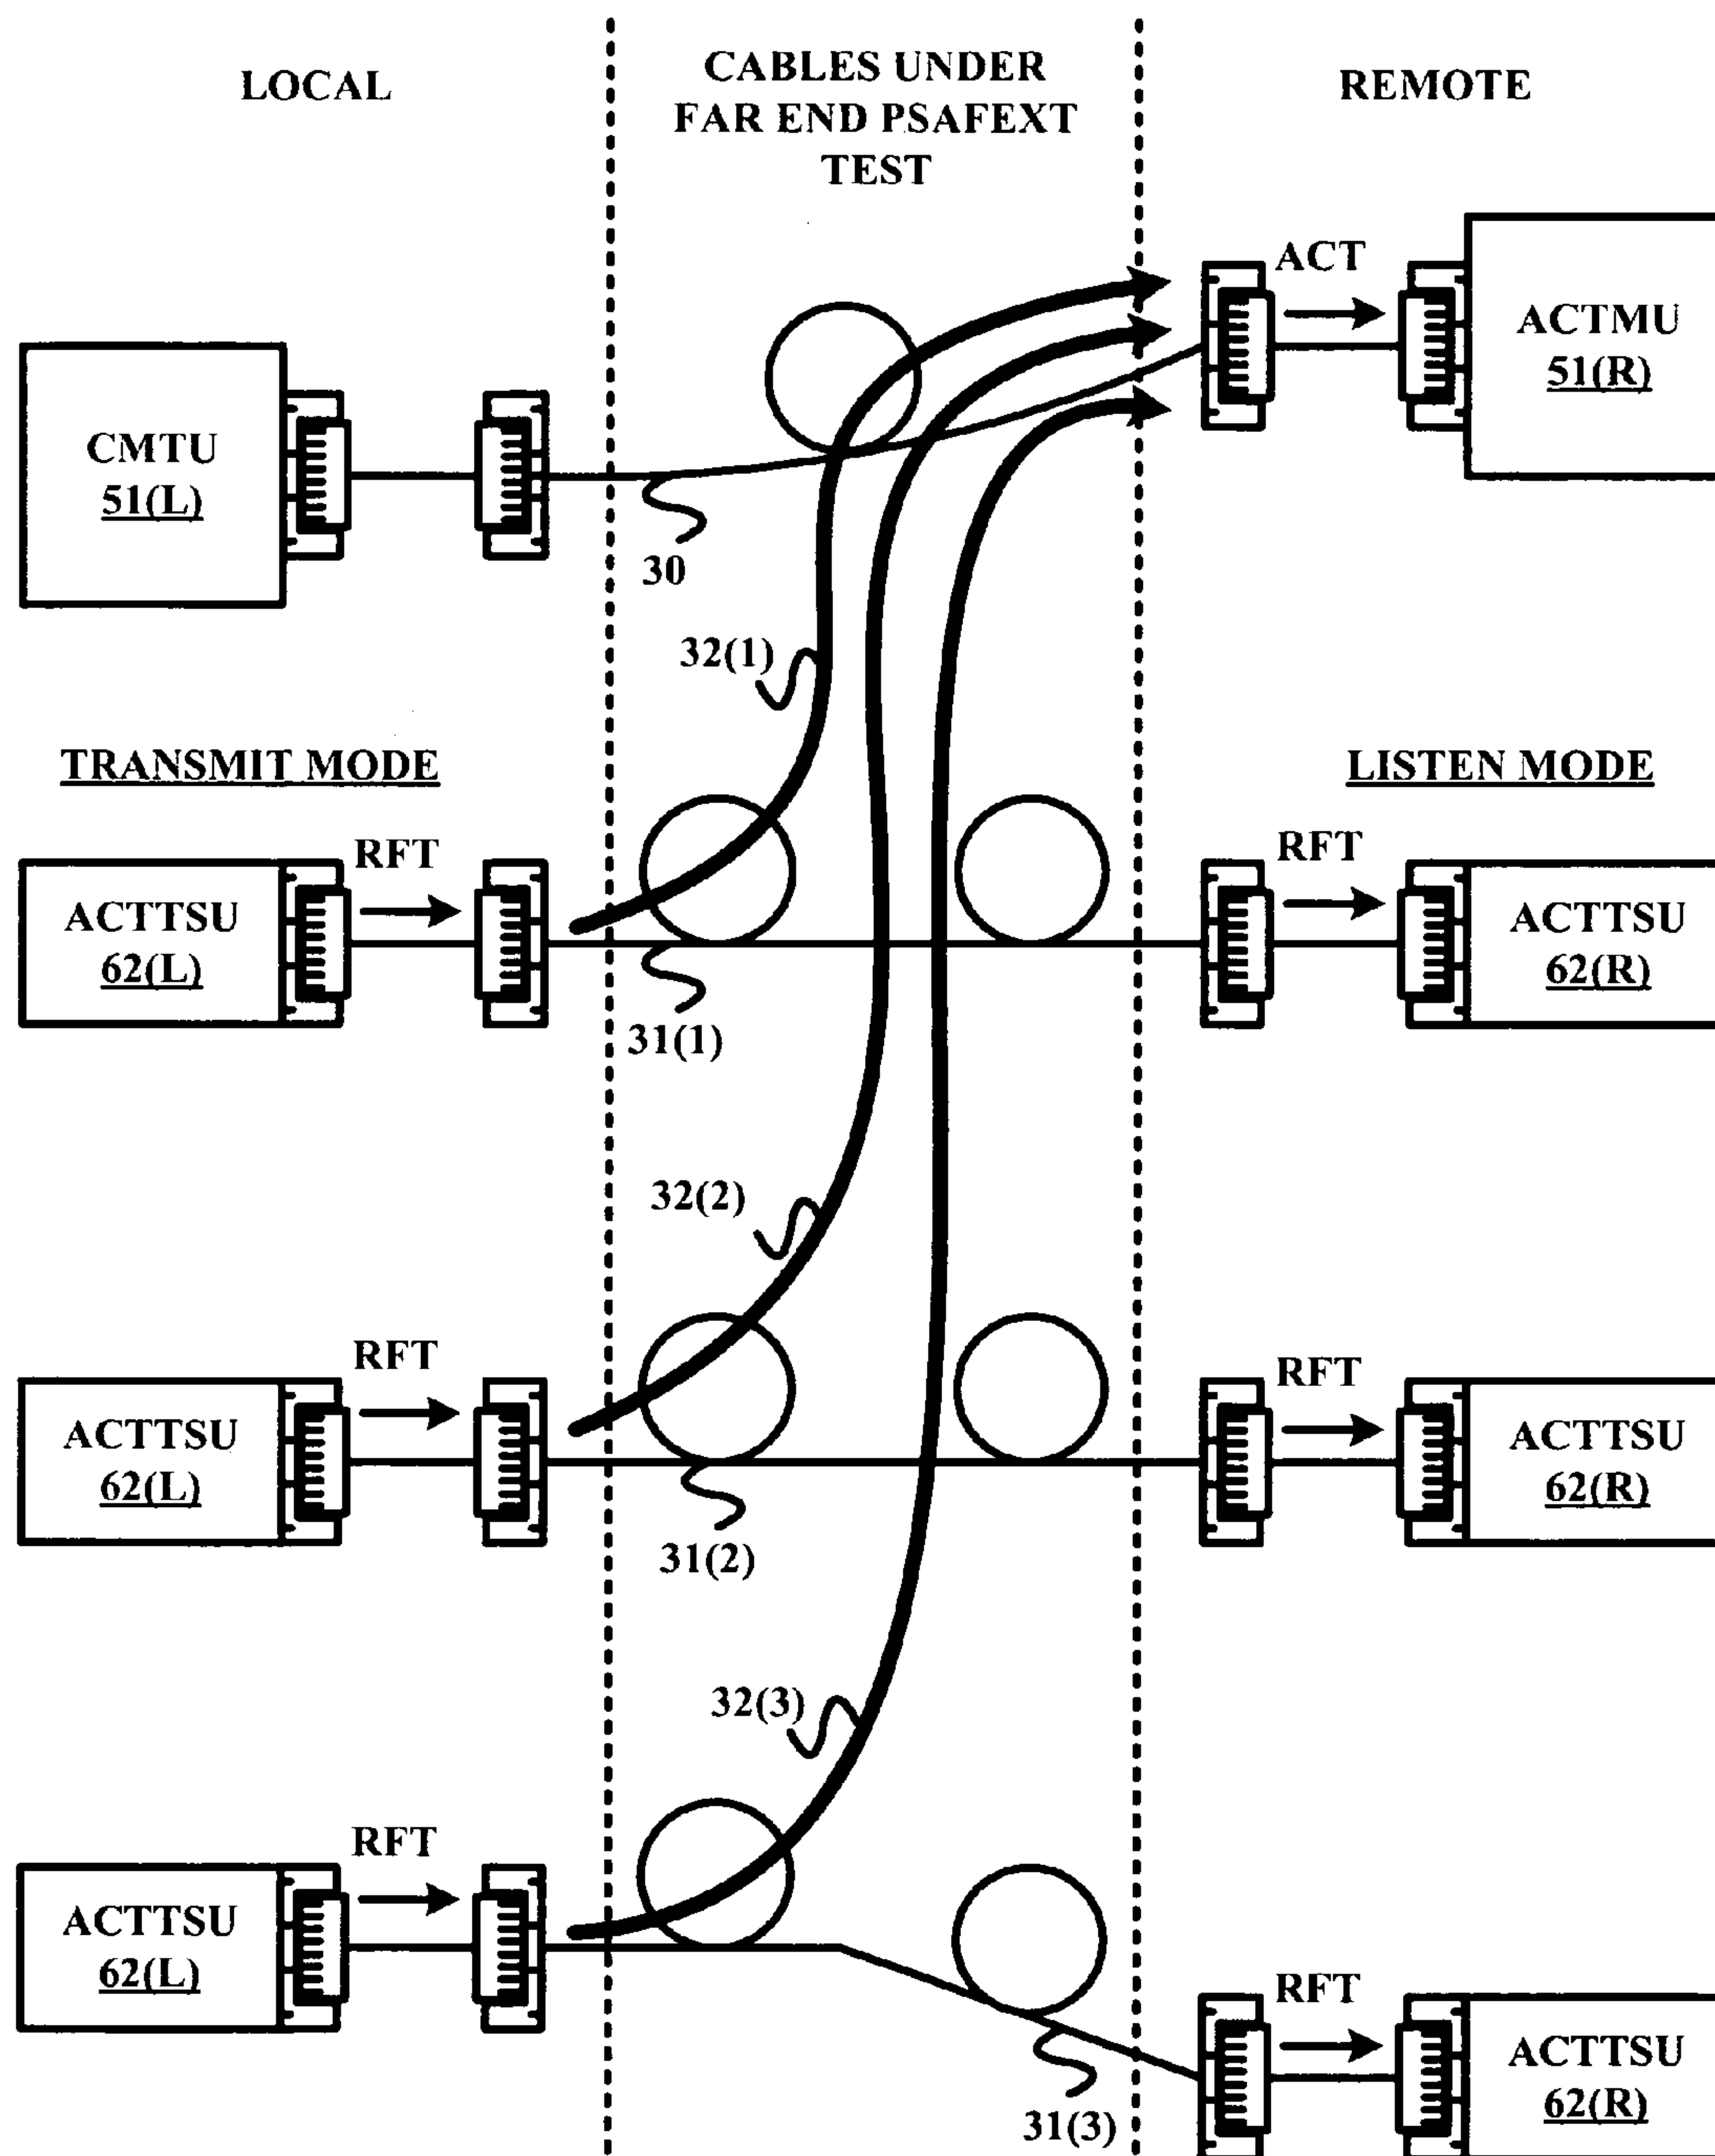 LOCAL
CABLES UNDER
FAR END PSAFEXT
TEST
REMOTE
ACT
ACTMU
51(R)
CMTU
51(L)
30
32(1)
TRANSMIT MODE
LISTEN MODE
RFT
ACTTSU
62(L)
31(1)
RFT
ACTTSU
62(R)
32(2)
RFT
ACTTSU
62(L)
31(2)
RFT
ACTTSU
62(R)
32(3)
RFT
ACTTSU
62(L)
31(3)
RFT
ACTTSU
62(R)